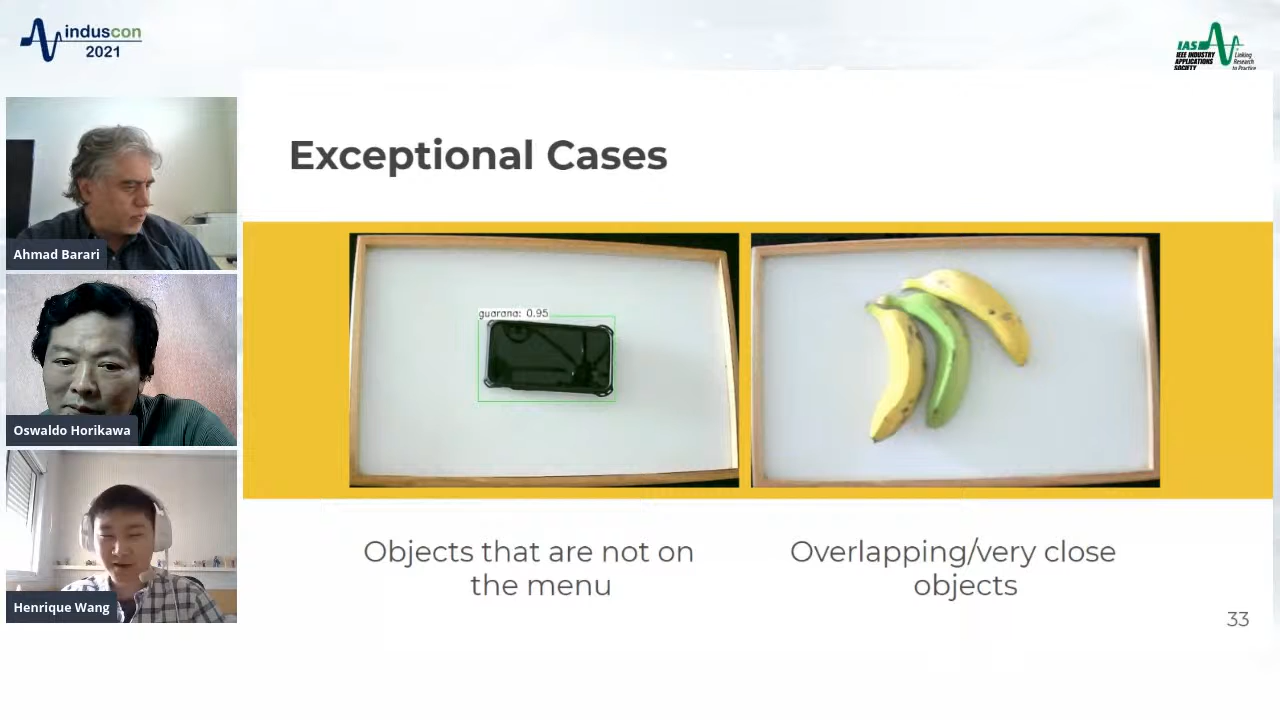 induscon
2021
IAS
IEEE INDUSTRY
APPLICATIONS
SOCIETY
Linking
Research
to Practice
Ahmad Barari
Oswaldo Horikawa
Henrique Wang
Exceptional Cases
guarana: 0.95
Objects that are not on
the menu
Overlapping/very close
objects
33